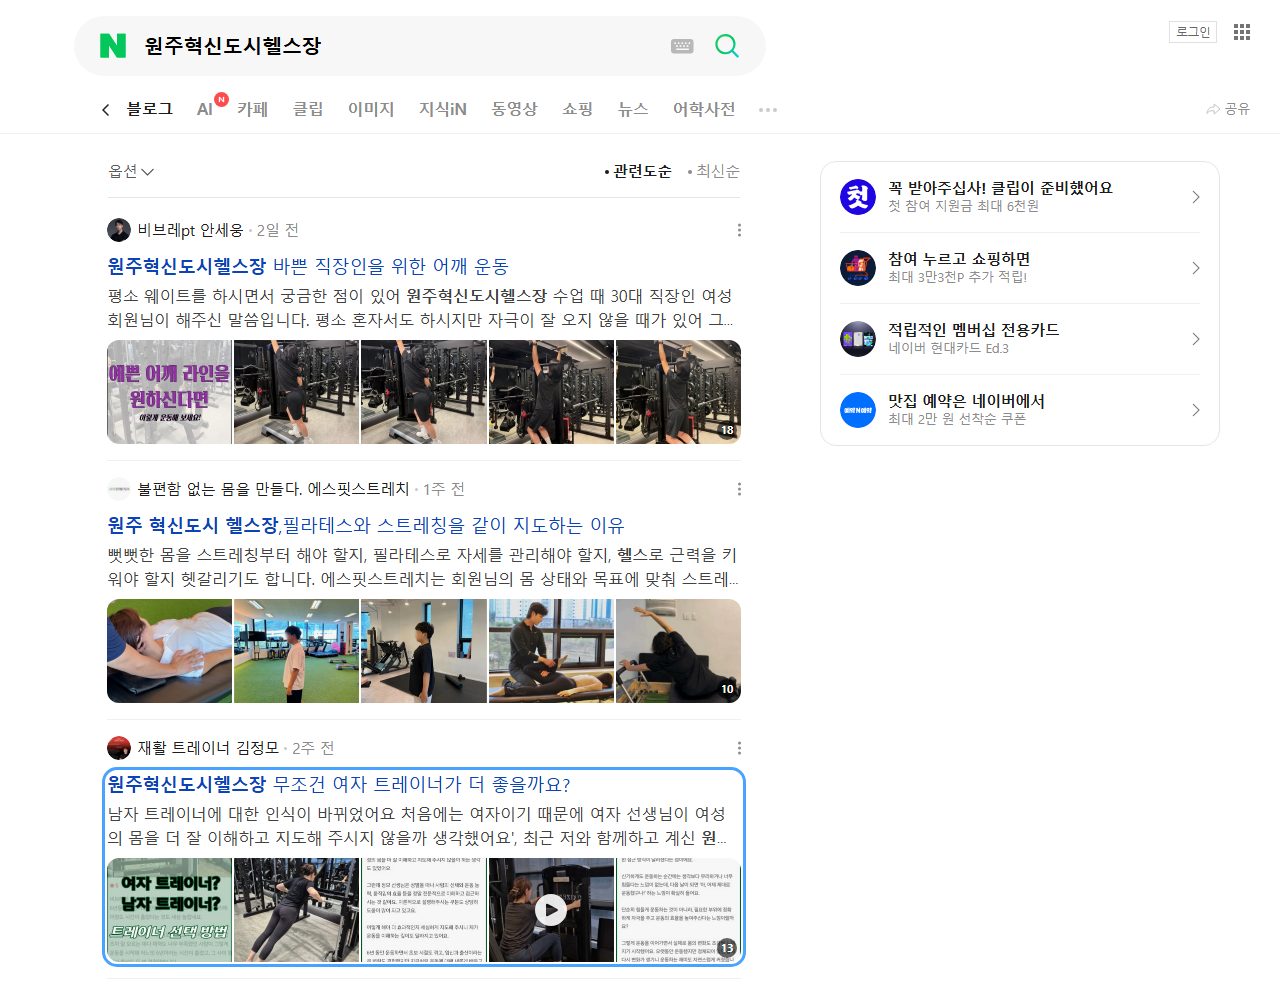 원주혁신도시헬스장
로그인
블로그 AI N 카페 클립 이미지 지식iN 동영상 쇼핑 뉴스 어학사전
공유
옵션
• 관련도순 • 최신순
비브레pt 안세웅 · 2일 전
원주혁신도시헬스장 바쁜 직장인을 위한 어깨 운동
평소 웨이트를 하시면서 궁금한 점이 있어 원주혁신도시헬스장 수업 때 30대 직장인 여성
회원님이 해주신 말씀입니다. 평소 혼자서도 하시지만 자극이 잘 오지 않을 때가 있어 그...
예쁜 어깨 라인을
원하신다면
이렇게 운동해 보세요!
18
불편함 없는 몸을 만들다. 에스핏스트레치 · 1주 전
원주 혁신도시 헬스장,필라테스와 스트레칭을 같이 지도하는 이유
뻣뻣한 몸을 스트레칭부터 해야 할지, 필라테스로 자세를 관리해야 할지, 헬스로 근력을 키
워야 할지 헷갈리기도 합니다. 에스핏스트레치는 회원님의 몸 상태와 목표에 맞춰 스트레...
10
재활 트레이너 김정모 · 2주 전
원주혁신도시헬스장 무조건 여자 트레이너가 더 좋을까요?
남자 트레이너에 대한 인식이 바뀌었어요 처음에는 여자이기 때문에 여자 선생님이 여성
의 몸을 더 잘 이해하고 지도해 주시지 않을까 생각했어요', 최근 저와 함께하고 계신 원...
여자 트레이너?
남자 트레이너?
트레이너 선택 방법
13
첫
꼭 받아주십사! 클립이 준비했어요
첫 참여 지원금 최대 6천원
참여 누르고 쇼핑하면
최대 3만3천P 추가 적립!
적립적인 멤버십 전용카드
네이버 현대카드 Ed.3
맛집 예약은 네이버에서
최대 2만 원 선착순 쿠폰